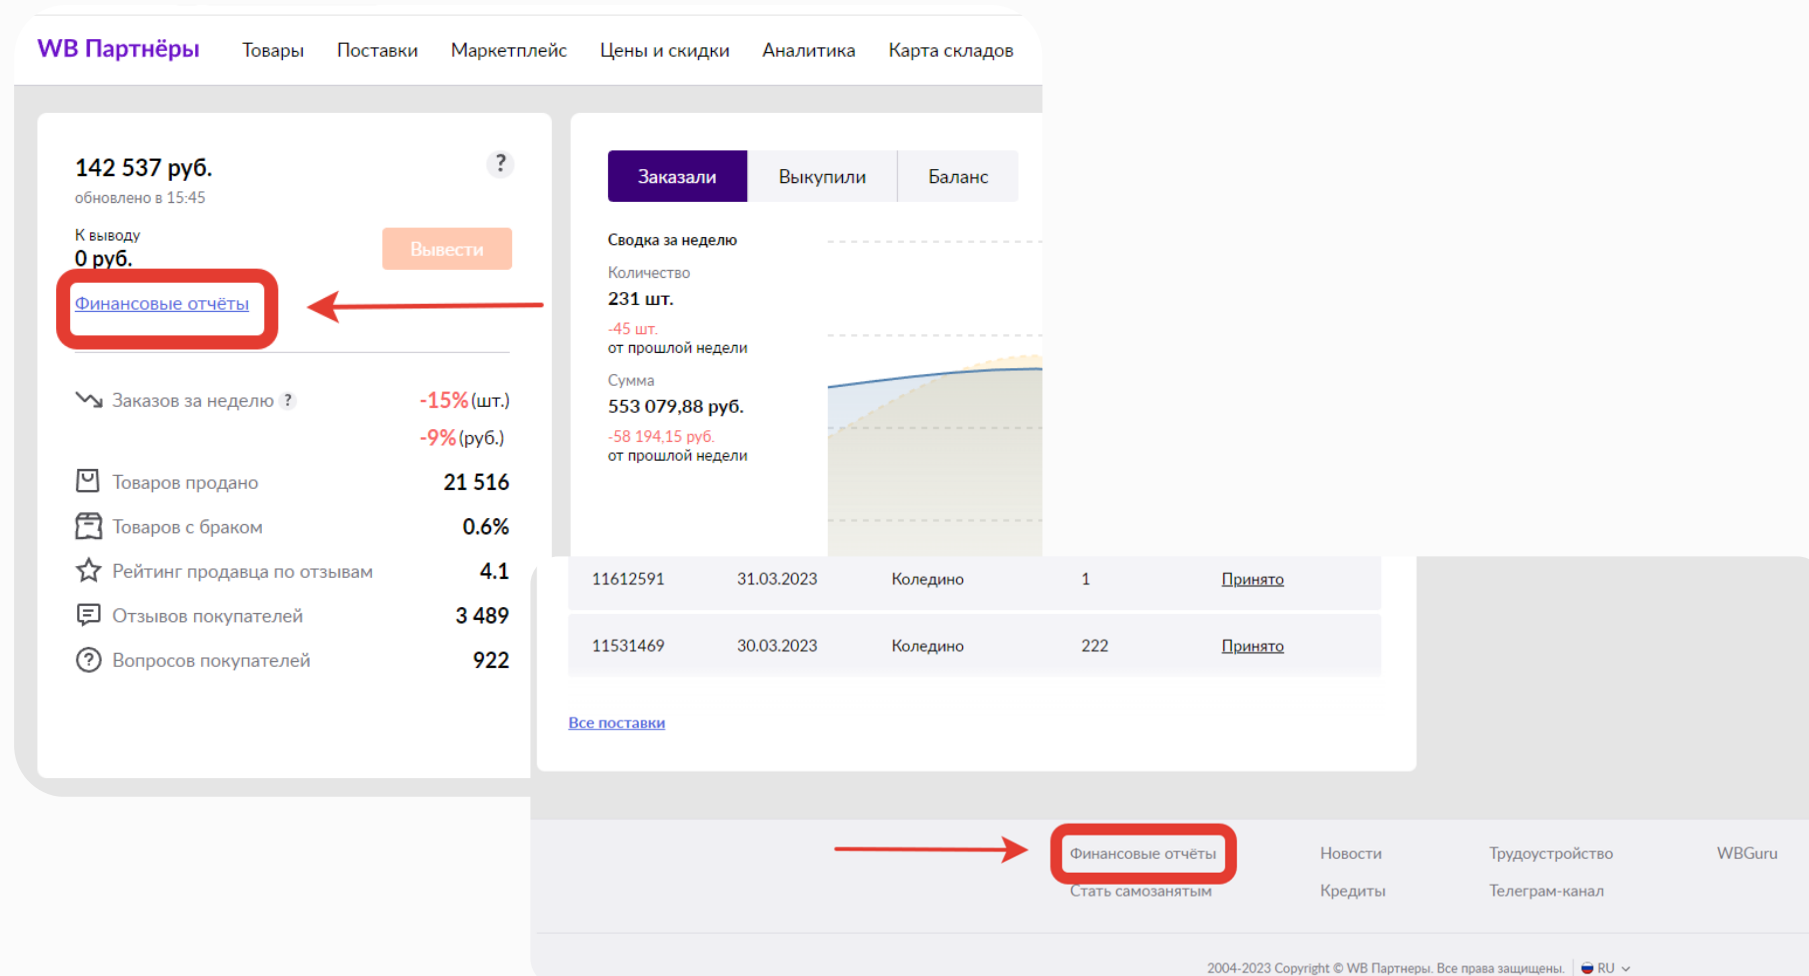 WB Партнёры Товары Поставки Маркетплейс Цены и скидки Аналитика Карта складов
142 537 руб. ?
обновлено в 15:45
К выводу
0 руб.
Вывести
Финансовые отчёты
Заказов за неделю ? -15% (шт.)
-9% (руб.)
Товаров продано 21 516
Товаров с браком 0.6%
Рейтинг продавца по отзывам 4.1
Отзывов покупателей 3 489
Вопросов покупателей 922
Заказали Выкупили Баланс
Сводка за неделю
Количество
231 шт.
-45 шт.
от прошлой недели
Сумма
553 079,88 руб.
-58 194,15 руб.
от прошлой недели
11612591 31.03.2023 Коледино 1 Принято
11531469 30.03.2023 Коледино 222 Принято
Все поставки
Финансовые отчёты Новости Трудоустройство WBGuru
Стать самозанятым Кредиты Телеграм-канал
2004-2023 Copyright © WB Партнеры. Все права защищены. RU